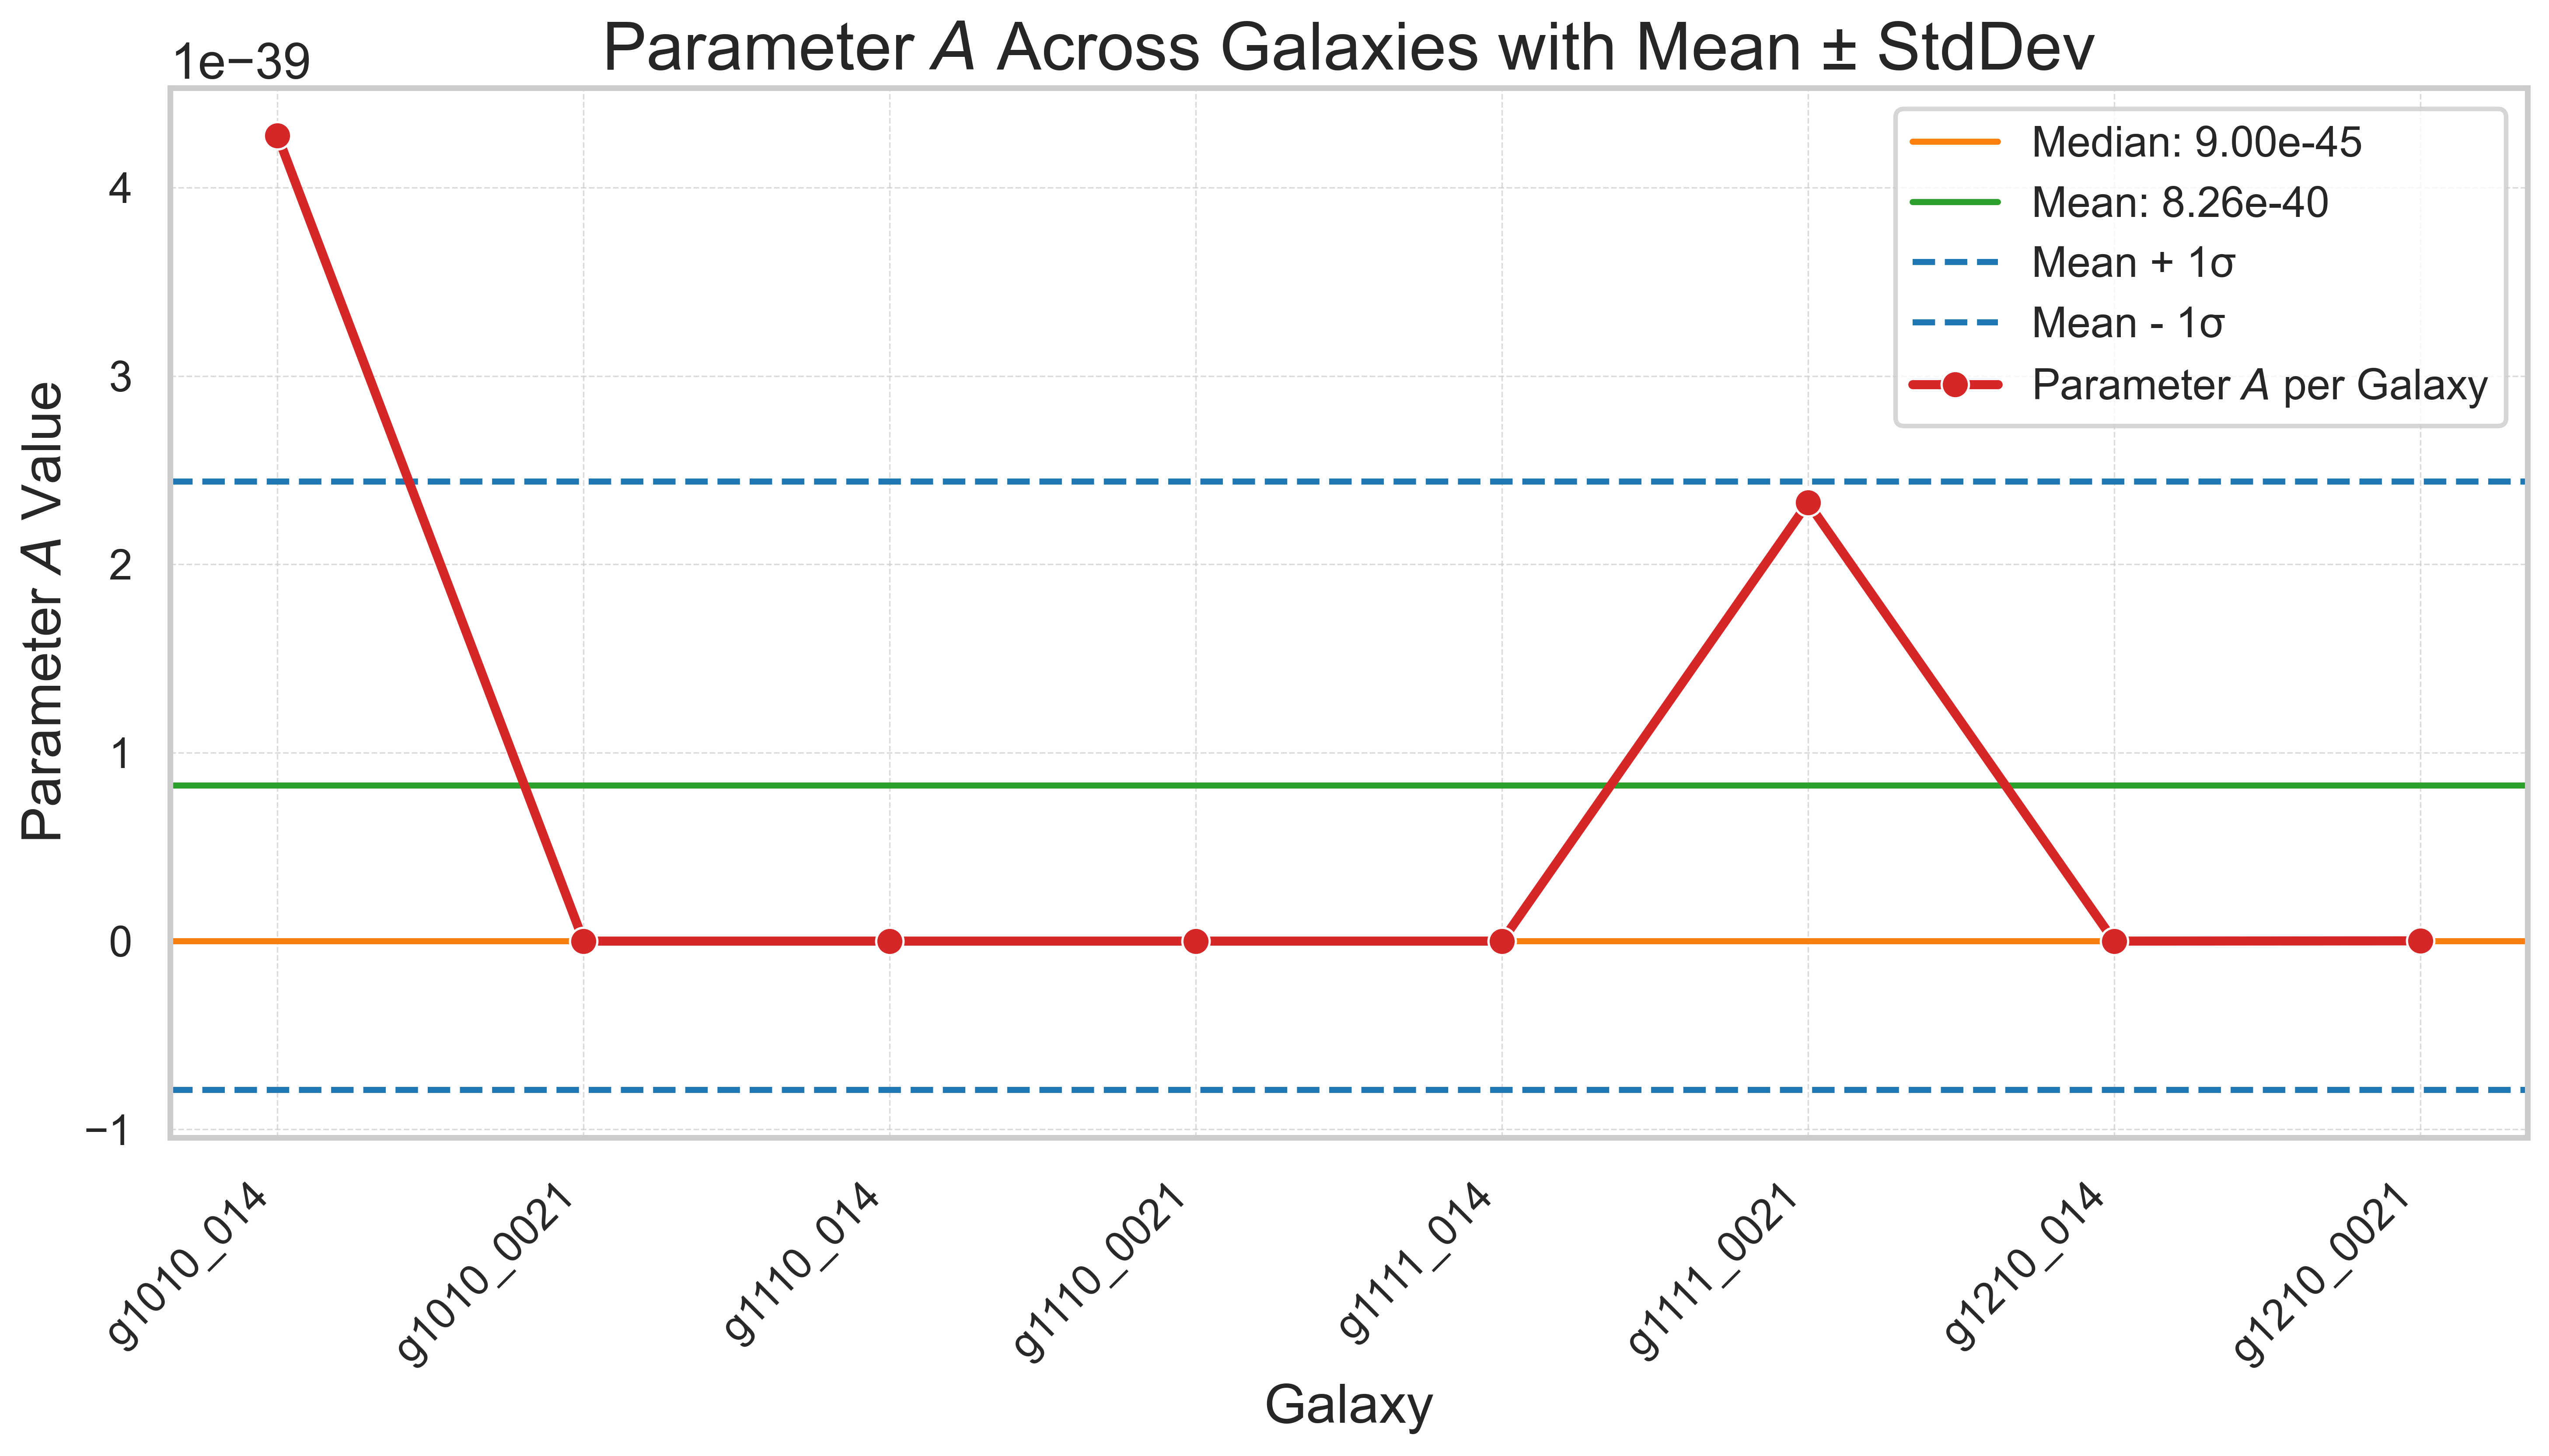 Parameter A Across Galaxies with Mean ± StdDev
1e−39
4
3
2
1
0
−1
Parameter A Value
Median: 9.00e-45
Mean: 8.26e-40
Mean + 1σ
Mean - 1σ
Parameter A per Galaxy
g1010_014
g1010_0021
g1110_014
g1110_0021
g1111_014
g1111_0021
g1210_014
g1210_0021
Galaxy